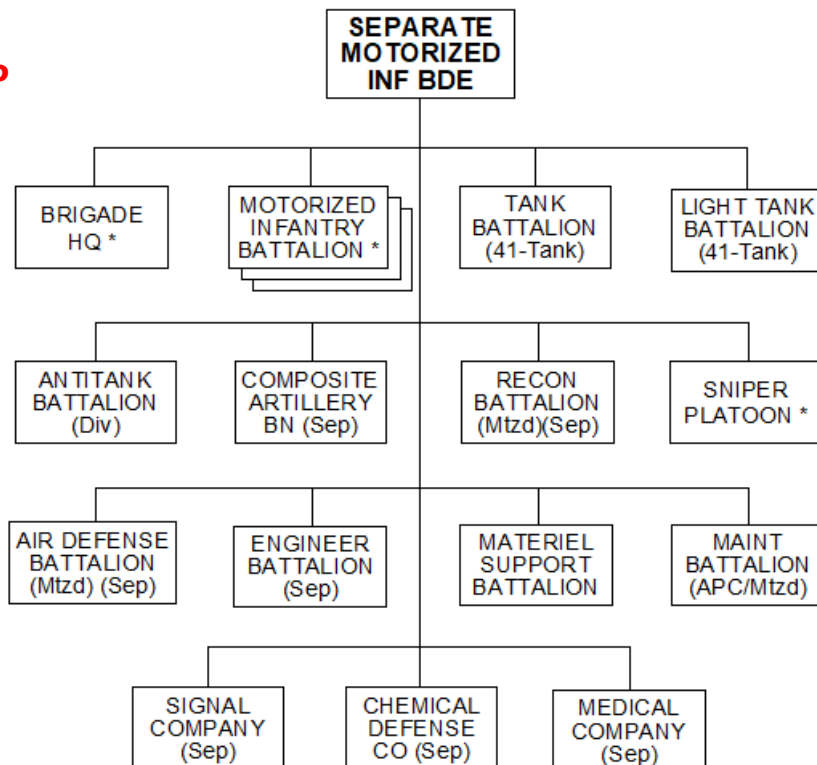 SEPARATE
MOTORIZED
INF BDE
BRIGADE
HQ *
MOTORIZED
INFANTRY
BATTALION *
TANK
BATTALION
(41-Tank)
LIGHT TANK
BATTALION
(41-Tank)
ANTITANK
BATTALION
(Div)
COMPOSITE
ARTILLERY
BN (Sep)
RECON
BATTALION
(Mtzd)(Sep)
SNIPER
PLATOON *
AIR DEFENSE
BATTALION
(Mtzd) (Sep)
ENGINEER
BATTALION
(Sep)
MATERIEL
SUPPORT
BATTALION
MAINT
BATTALION
(APC/Mtzd)
SIGNAL
COMPANY
(Sep)
CHEMICAL
DEFENSE
CO (Sep)
MEDICAL
COMPANY
(Sep)